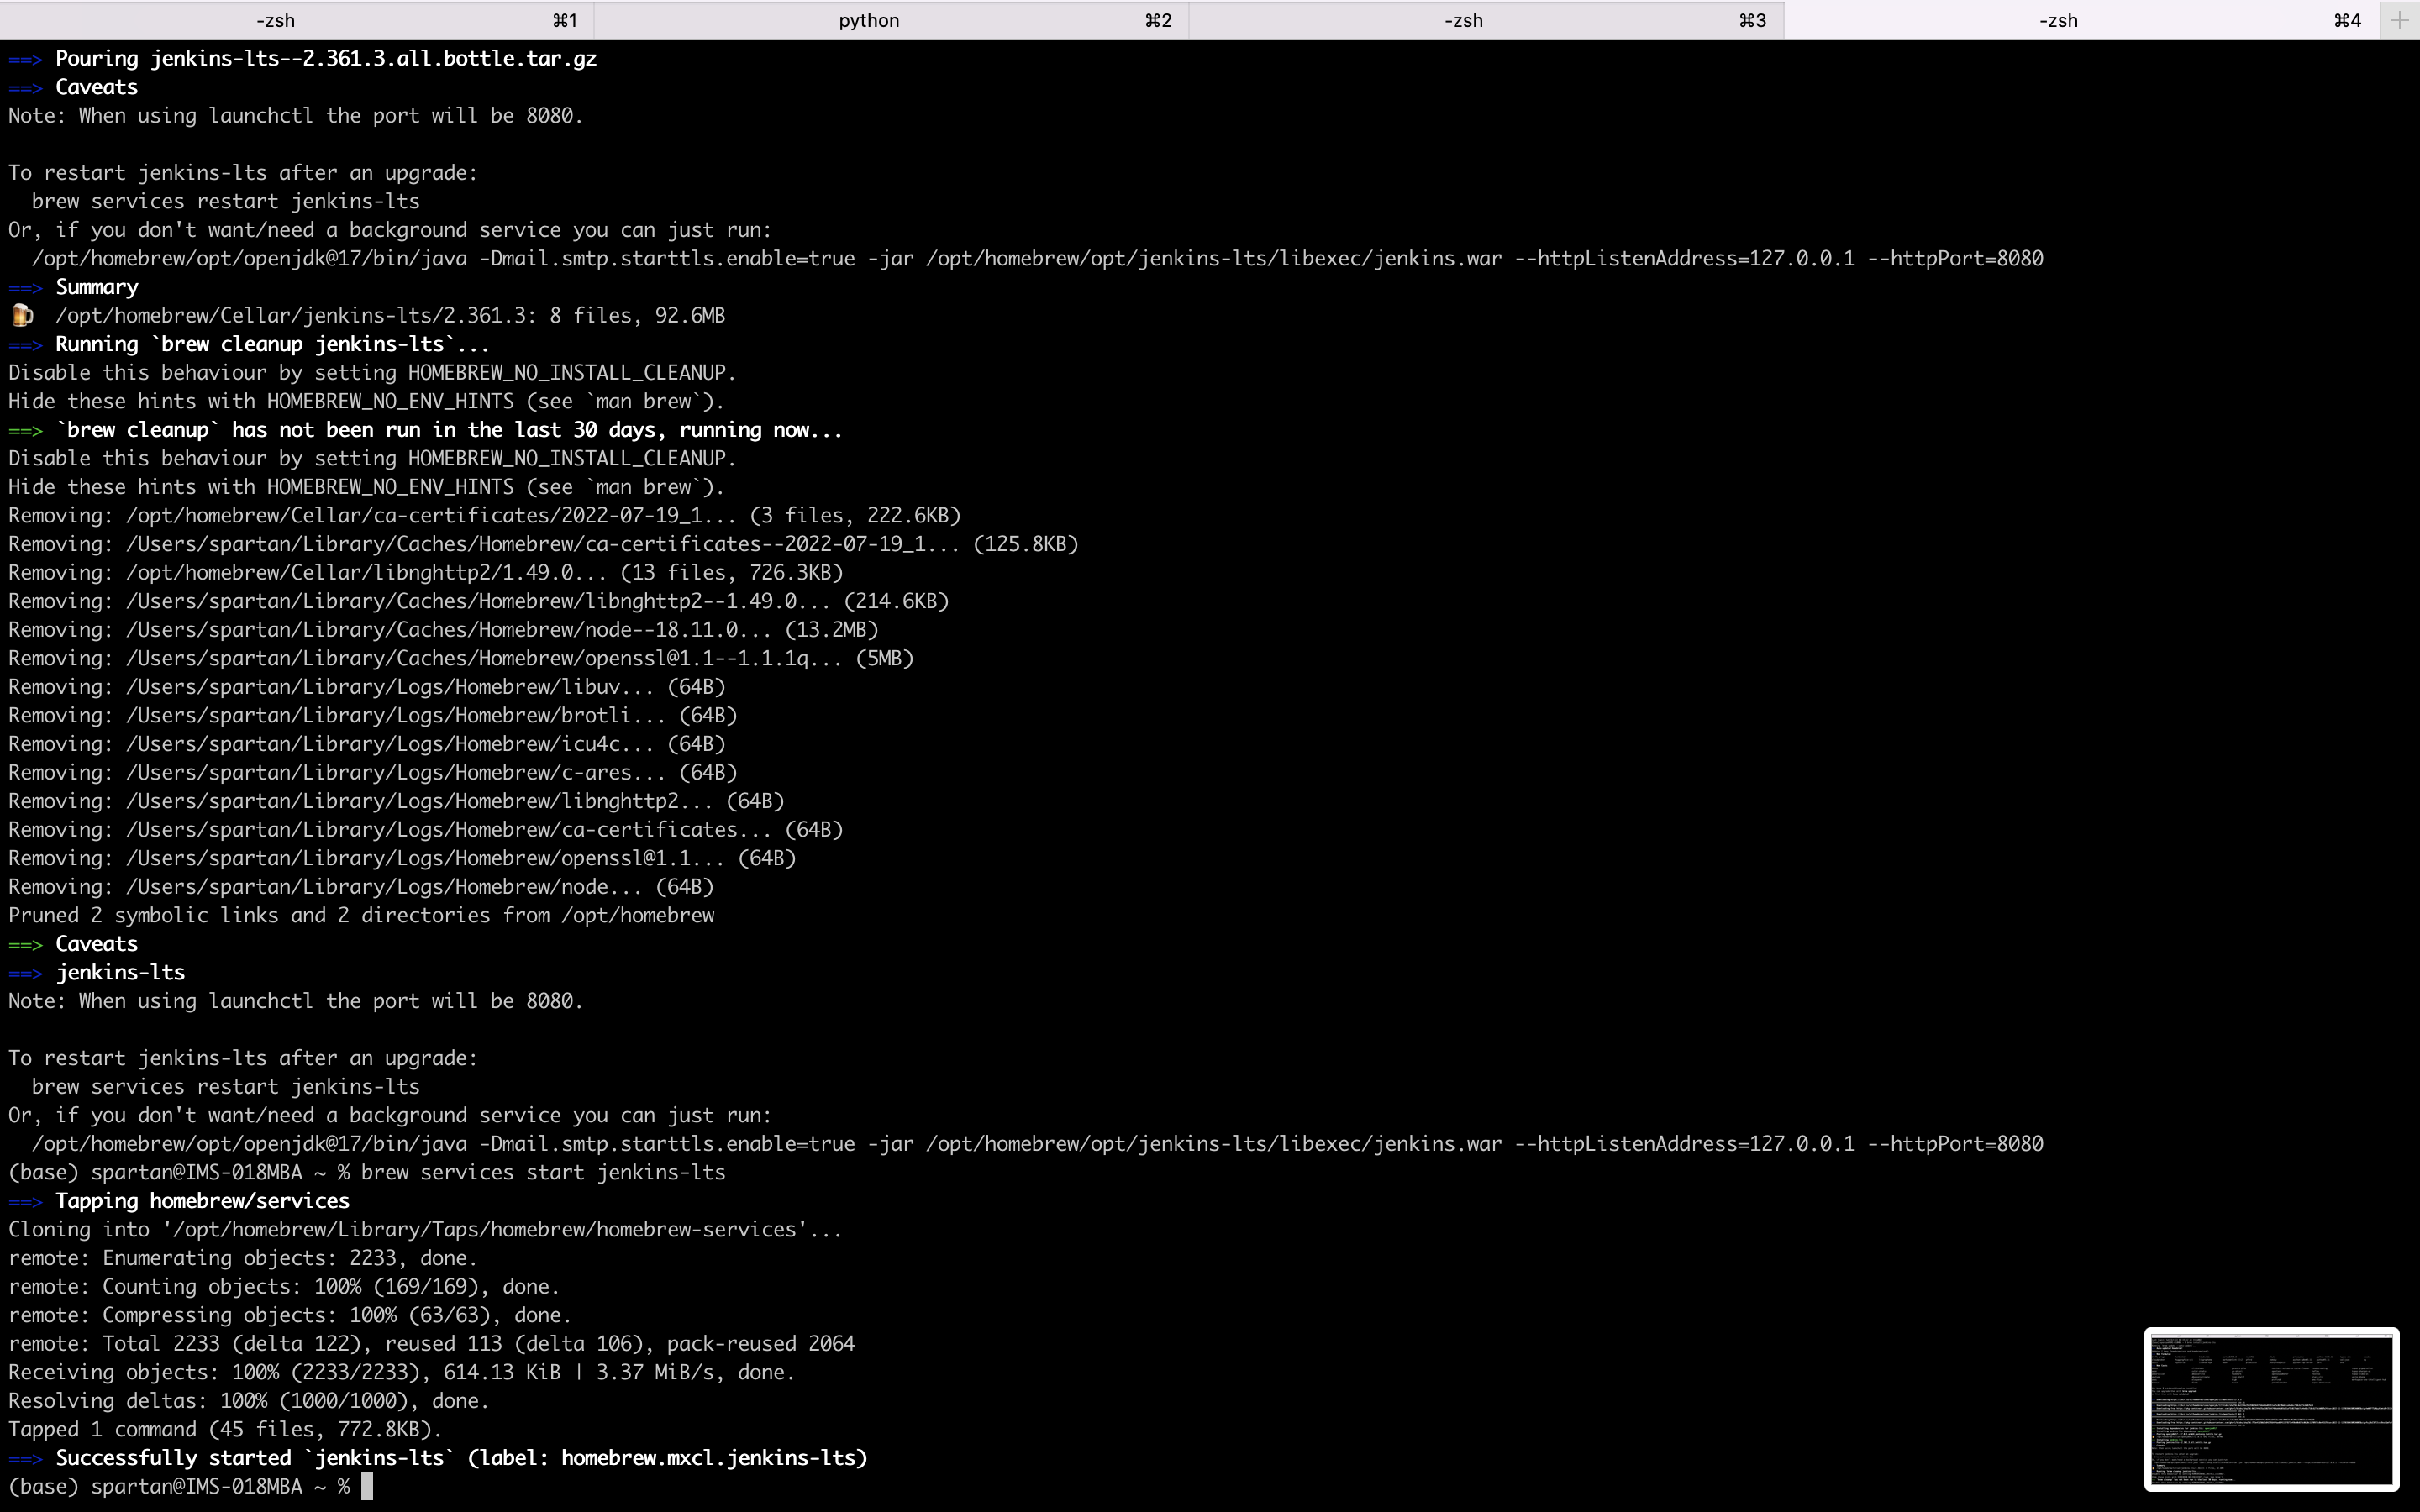 -zsh ⌘1 python ⌘2 -zsh ⌘3 -zsh ⌘4
==> Pouring jenkins-lts--2.361.3.all.bottle.tar.gz
==> Caveats
Note: When using launchctl the port will be 8080.
To restart jenkins-lts after an upgrade:
  brew services restart jenkins-lts
Or, if you don't want/need a background service you can just run:
  /opt/homebrew/opt/openjdk@17/bin/java -Dmail.smtp.starttls.enable=true -jar /opt/homebrew/opt/jenkins-lts/libexec/jenkins.war --httpListenAddress=127.0.0.1 --httpPort=8080
==> Summary
🍺  /opt/homebrew/Cellar/jenkins-lts/2.361.3: 8 files, 92.6MB
==> Running `brew cleanup jenkins-lts`...
Disable this behaviour by setting HOMEBREW_NO_INSTALL_CLEANUP.
Hide these hints with HOMEBREW_NO_ENV_HINTS (see `man brew`).
==> `brew cleanup` has not been run in the last 30 days, running now...
Disable this behaviour by setting HOMEBREW_NO_INSTALL_CLEANUP.
Hide these hints with HOMEBREW_NO_ENV_HINTS (see `man brew`).
Removing: /opt/homebrew/Cellar/ca-certificates/2022-07-19_1... (3 files, 222.6KB)
Removing: /Users/spartan/Library/Caches/Homebrew/ca-certificates--2022-07-19_1... (125.8KB)
Removing: /opt/homebrew/Cellar/libnghttp2/1.49.0... (13 files, 726.3KB)
Removing: /Users/spartan/Library/Caches/Homebrew/libnghttp2--1.49.0... (214.6KB)
Removing: /Users/spartan/Library/Caches/Homebrew/node--18.11.0... (13.2MB)
Removing: /Users/spartan/Library/Caches/Homebrew/openssl@1.1--1.1.1q... (5MB)
Removing: /Users/spartan/Library/Logs/Homebrew/libuv... (64B)
Removing: /Users/spartan/Library/Logs/Homebrew/brotli... (64B)
Removing: /Users/spartan/Library/Logs/Homebrew/icu4c... (64B)
Removing: /Users/spartan/Library/Logs/Homebrew/c-ares... (64B)
Removing: /Users/spartan/Library/Logs/Homebrew/libnghttp2... (64B)
Removing: /Users/spartan/Library/Logs/Homebrew/ca-certificates... (64B)
Removing: /Users/spartan/Library/Logs/Homebrew/openssl@1.1... (64B)
Removing: /Users/spartan/Library/Logs/Homebrew/node... (64B)
Pruned 2 symbolic links and 2 directories from /opt/homebrew
==> Caveats
==> jenkins-lts
Note: When using launchctl the port will be 8080.
To restart jenkins-lts after an upgrade:
  brew services restart jenkins-lts
Or, if you don't want/need a background service you can just run:
  /opt/homebrew/opt/openjdk@17/bin/java -Dmail.smtp.starttls.enable=true -jar /opt/homebrew/opt/jenkins-lts/libexec/jenkins.war --httpListenAddress=127.0.0.1 --httpPort=8080
(base) spartan@IMS-018MBA ~ % brew services start jenkins-lts
==> Tapping homebrew/services
Cloning into '/opt/homebrew/Library/Taps/homebrew/homebrew-services'...
remote: Enumerating objects: 2233, done.
remote: Counting objects: 100% (169/169), done.
remote: Compressing objects: 100% (63/63), done.
remote: Total 2233 (delta 122), reused 113 (delta 106), pack-reused 2064
Receiving objects: 100% (2233/2233), 614.13 KiB | 3.37 MiB/s, done.
Resolving deltas: 100% (1000/1000), done.
Tapped 1 command (45 files, 772.8KB).
==> Successfully started `jenkins-lts` (label: homebrew.mxcl.jenkins-lts)
(base) spartan@IMS-018MBA ~ %